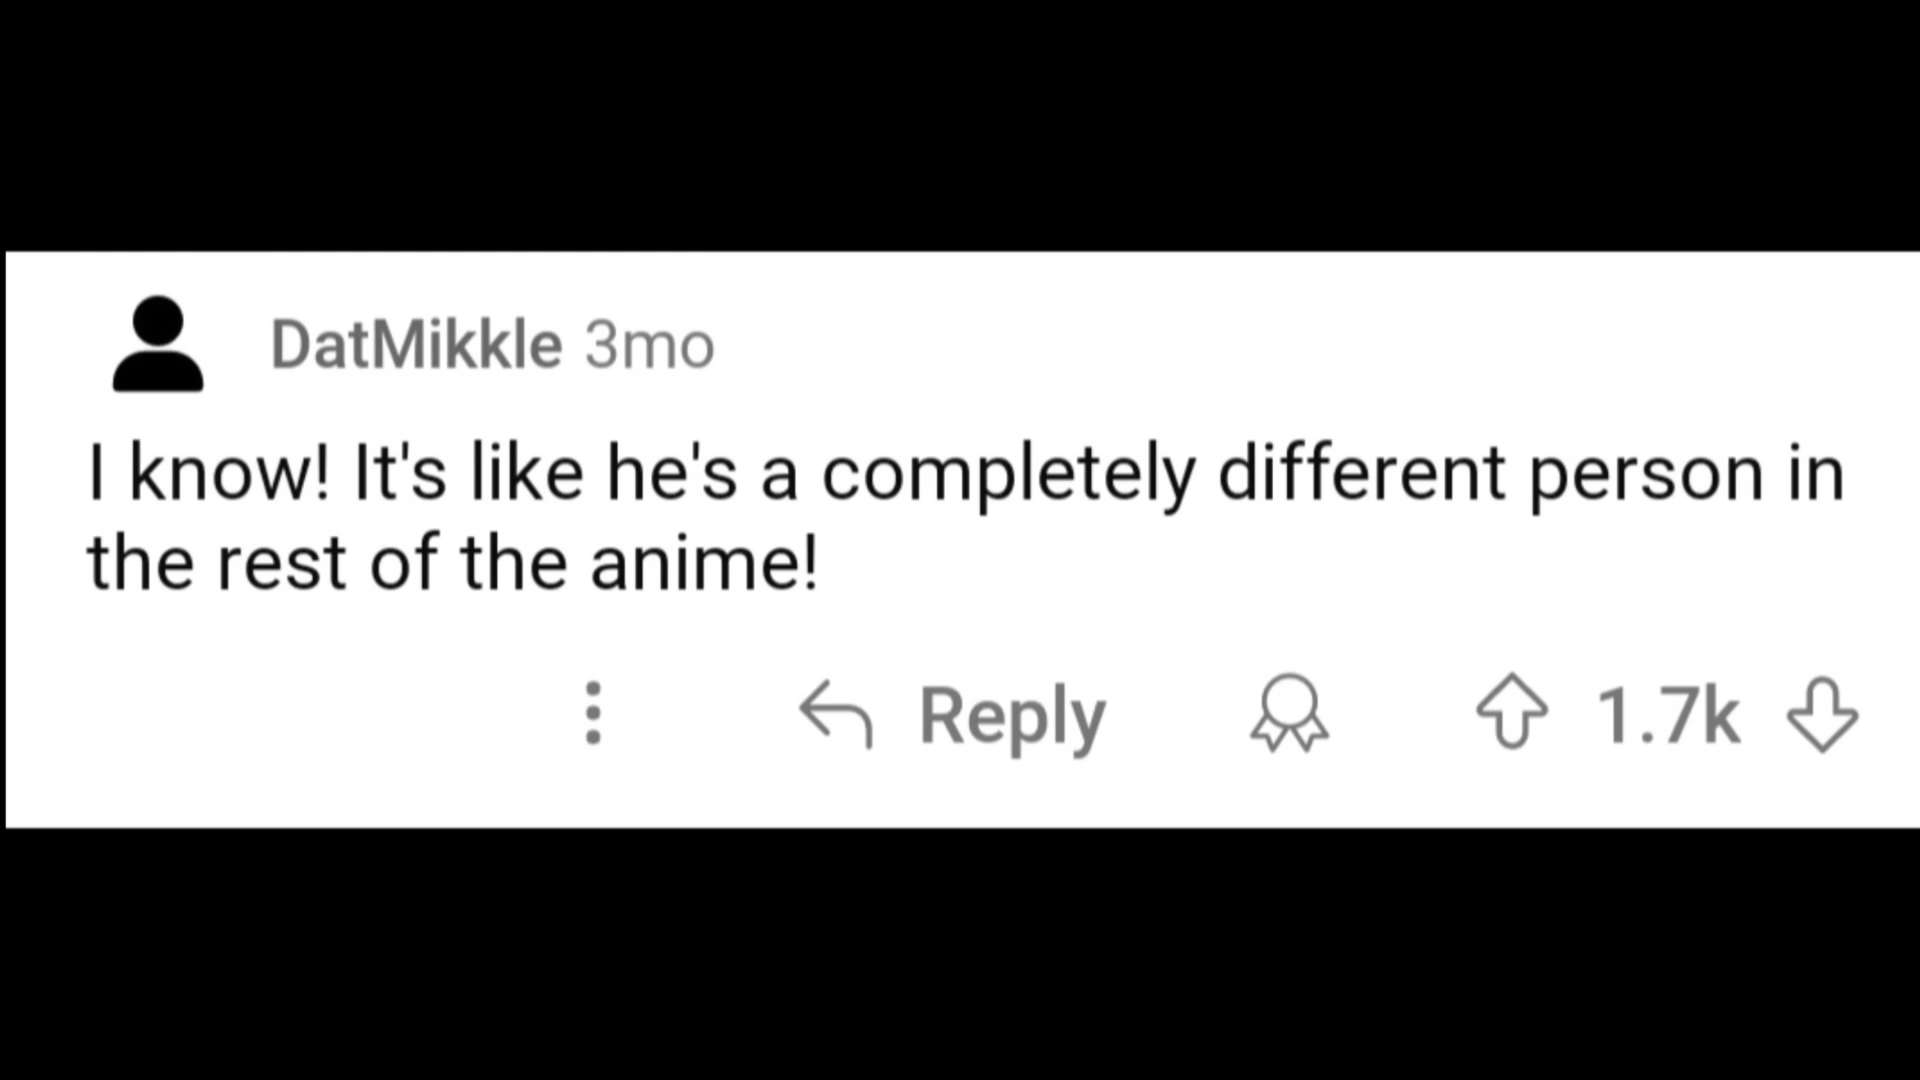 DatMikkle 3mo
I know! It's like he's a completely different person in
the rest of the anime!
Reply 1.7k